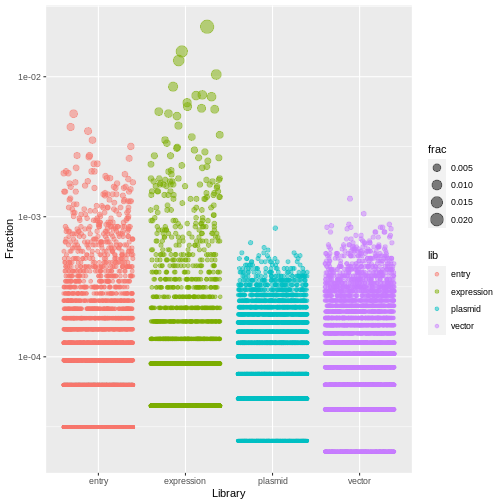 1e-02
1e-03
1e-04
Fraction
entry
expression
plasmid
vector
Library
frac
0.005
0.010
0.015
0.020
lib
entry
expression
plasmid
vector